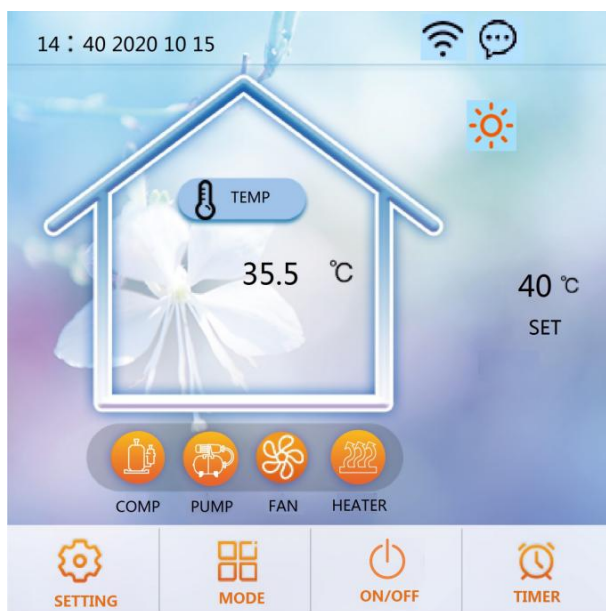 14：40 2020 10 15
TEMP
35.5 ℃
40 ℃
SET
COMP PUMP FAN HEATER
SETTING MODE ON/OFF TIMER